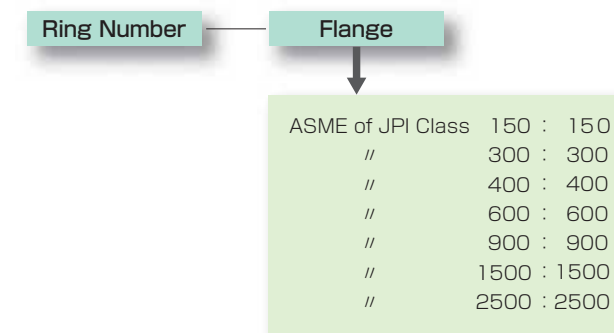 Ring Number Flange
ASME of JPI Class 150 : 150
〃 300 : 300
〃 400 : 400
〃 600 : 600
〃 900 : 900
〃 1500 : 1500
〃 2500 : 2500